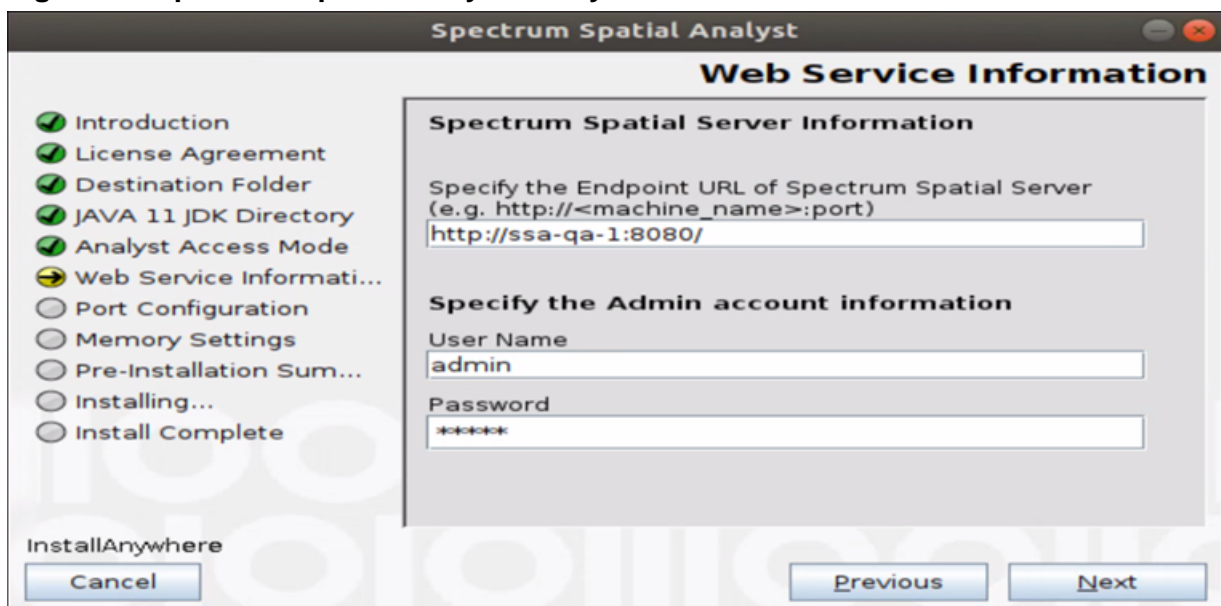 Spectrum Spatial Analyst
Web Service Information
Introduction
License Agreement
Destination Folder
JAVA 11 JDK Directory
Analyst Access Mode
Web Service Informati...
Port Configuration
Memory Settings
Pre-Installation Sum...
Installing...
Install Complete
Spectrum Spatial Server Information
Specify the Endpoint URL of Spectrum Spatial Server
(e.g. http://<machine_name>:port)
http://ssa-qa-1:8080/
Specify the Admin account information
User Name
admin
Password
*****
InstallAnywhere
Cancel
Previous
Next